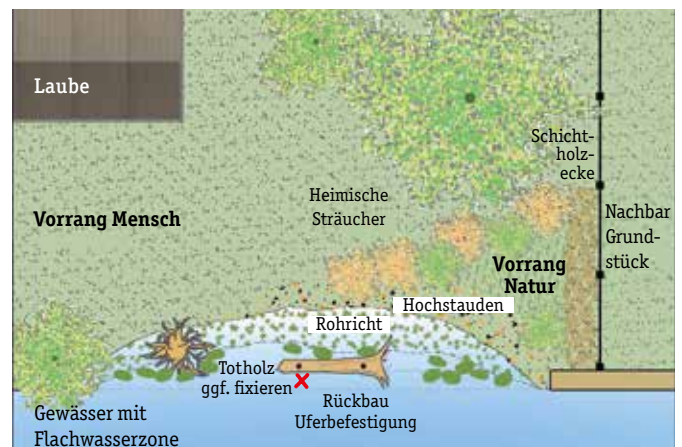 Laube
Schicht-
holz-
ecke
Heimische
Sträucher
Vorrang Mensch
Nachbar
Grund-
stück
Vorrang
Natur
Hochstauden
Rohricht
Totholz
ggf. fixieren
Rückbau
Uferbefestigung
Gewässer mit
Flachwasserzone